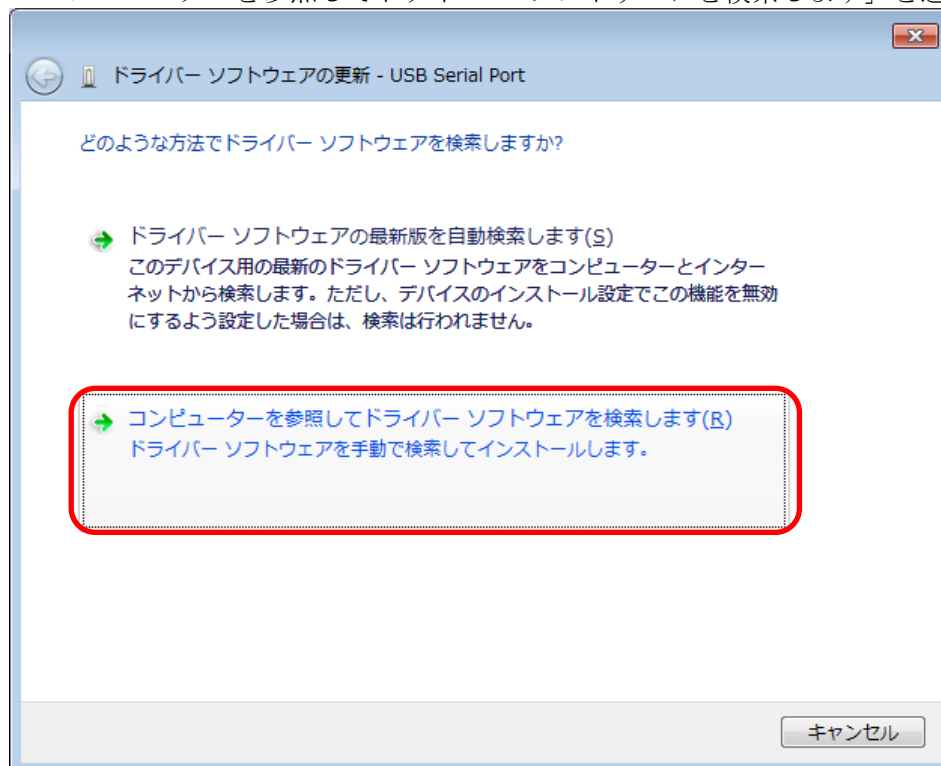 ドライバー ソフトウェアの更新 - USB Serial Port
どのような方法でドライバー ソフトウェアを検索しますか?
ドライバー ソフトウェアの最新版を自動検索します(S)
このデバイス用の最新のドライバー ソフトウェアをコンピューターとインター
ネットから検索します。ただし、デバイスのインストール設定でこの機能を無効
にするよう設定した場合は、検索は行われません。
コンピューターを参照してドライバー ソフトウェアを検索します(R)
ドライバー ソフトウェアを手動で検索してインストールします。
キャンセル